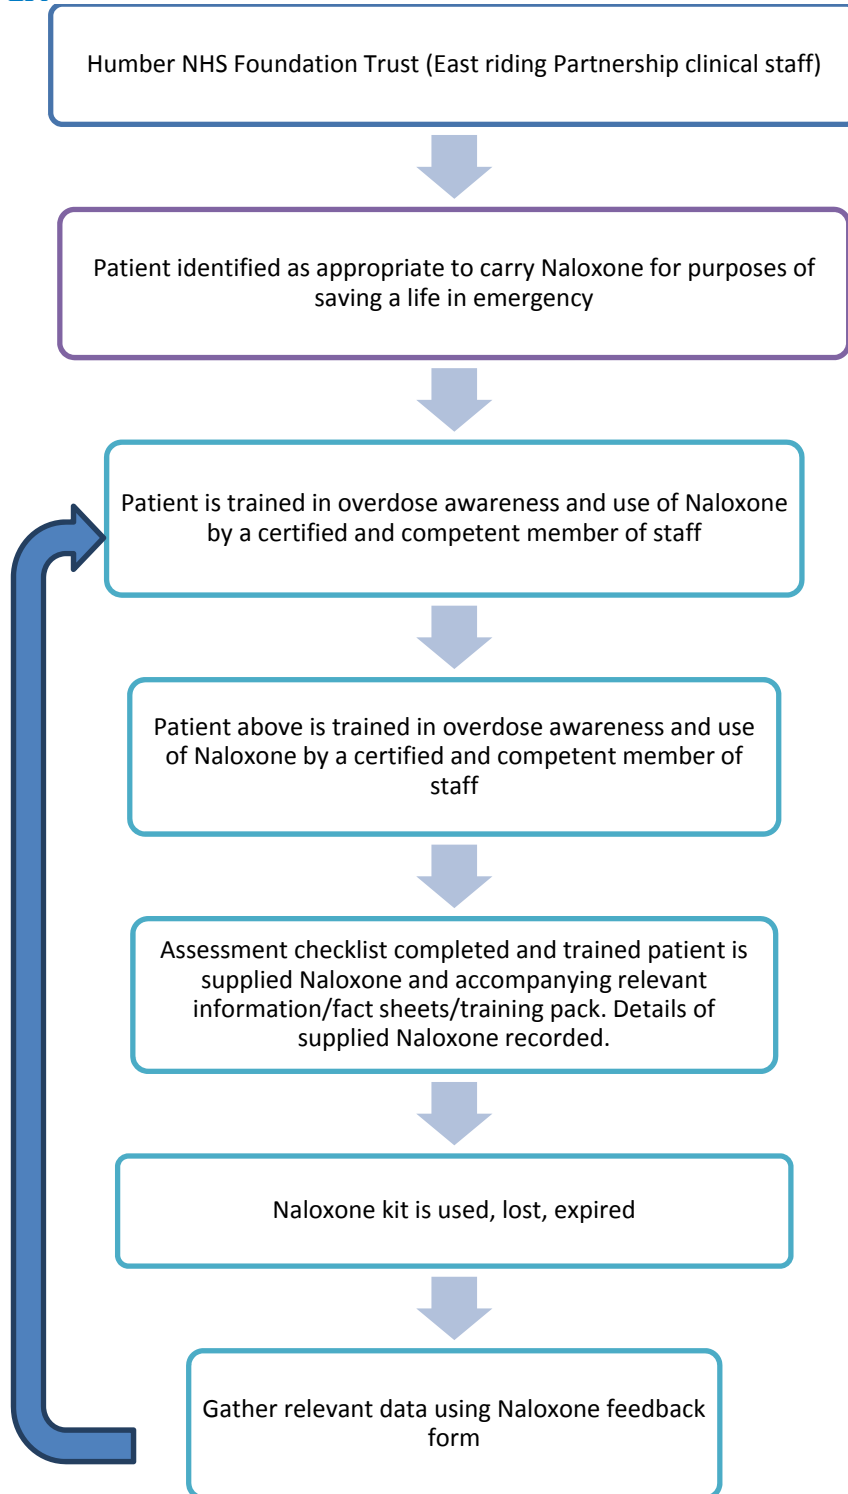 Humber NHS Foundation Trust (East riding Partnership clinical staff)
Patient identified as appropriate to carry Naloxone for purposes of
saving a life in emergency
Patient is trained in overdose awareness and use of Naloxone
by a certified and competent member of staff
Patient above is trained in overdose awareness and use
of Naloxone by a certified and competent member of
staff
Assessment checklist completed and trained patient is
supplied Naloxone and accompanying relevant
information/fact sheets/training pack. Details of
supplied Naloxone recorded.
Naloxone kit is used, lost, expired
Gather relevant data using Naloxone feedback
form